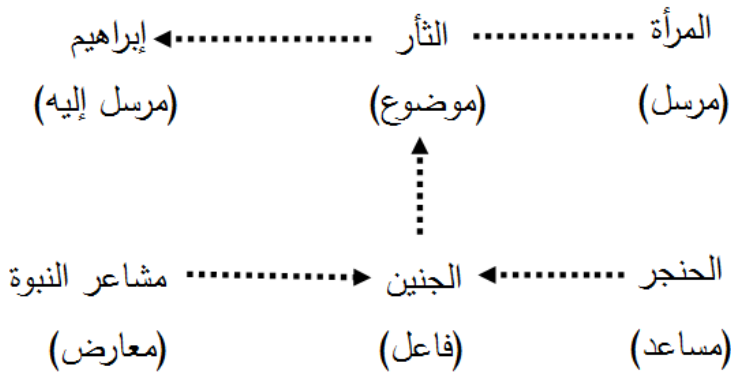 المرأة الثأر إبراهيم
(مرسل) (موضوع) (مرسل إليه)
الحنجر الجنين مشاعر النبوة
(مساعد) (فاعل) (معارض)